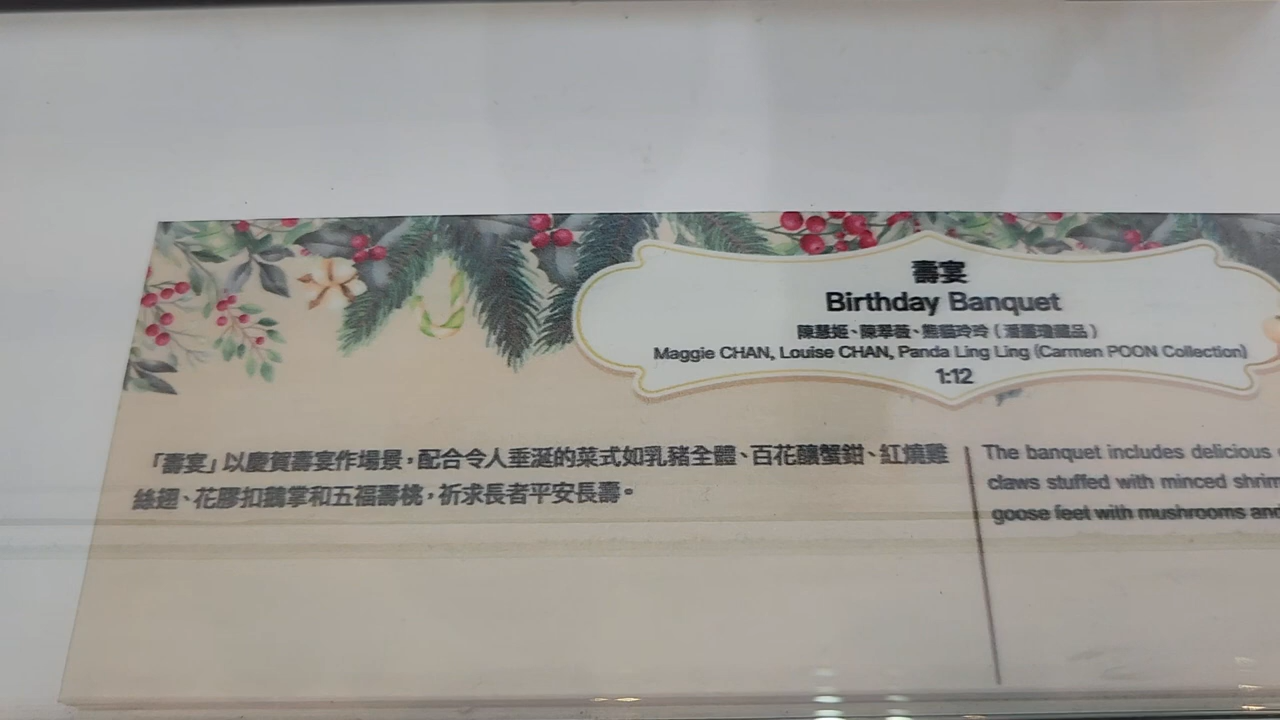 壽宴
Birthday Banquet
陳慧姬、陳翠薇、熊貓玲玲（潘麗瓊藏品）
Maggie CHAN, Louise CHAN, Panda Ling Ling (Carmen POON Collection)
1:12
「壽宴」以慶賀壽宴作場景，配合令人垂涎的菜式如乳豬全體、百花釀蟹鉗、紅燒雞
絲翅、花膠扣鵝掌和五福壽桃，祈求長者平安長壽。
The banquet includes delicious
claws stuffed with minced shrim
goose feet with mushrooms and